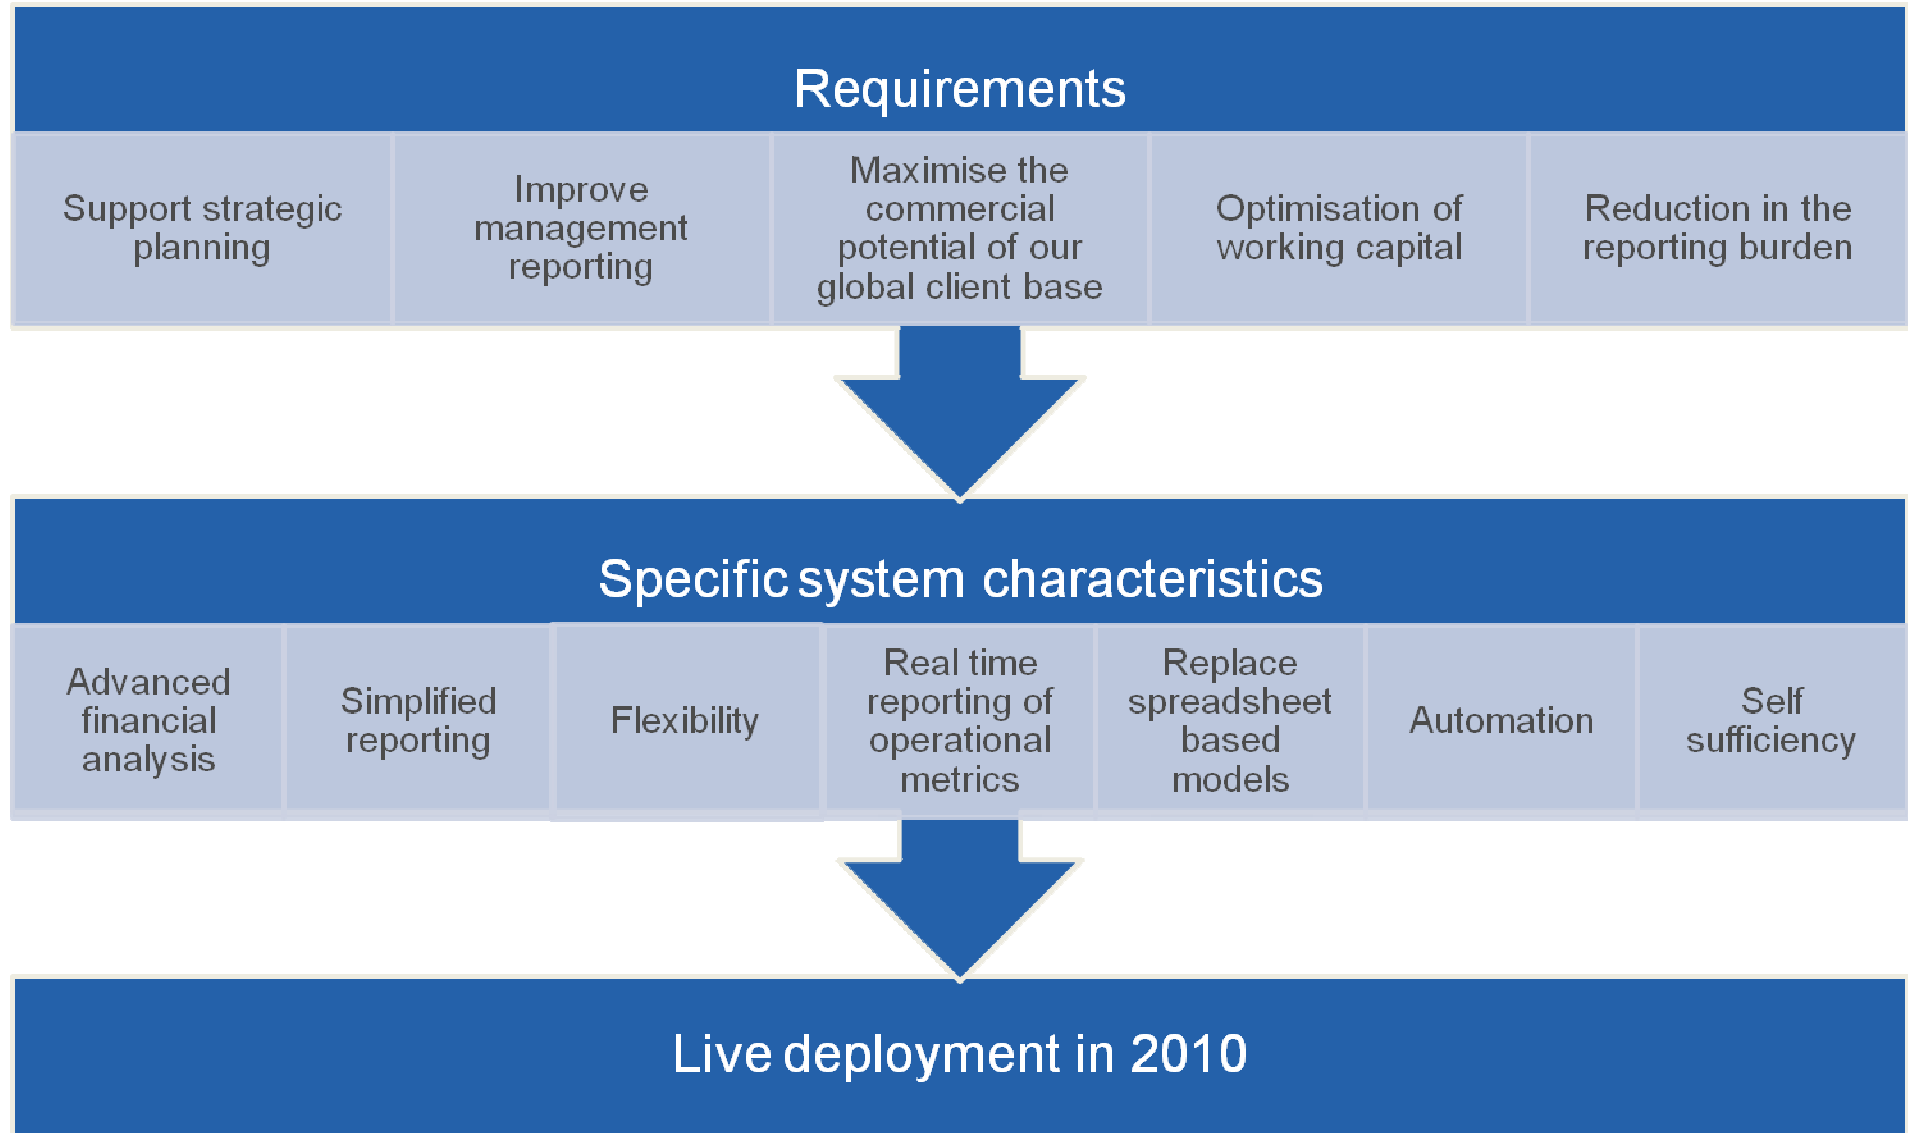 Requirements
Support strategic
planning
Improve
management
reporting
Maximise the
commercial
potential of our
global client base
Optimisation of
working capital
Reduction in the
reporting burden
Specific system characteristics
Advanced
financial
analysis
Simplified
reporting
Flexibility
Real time
reporting of
operational
metrics
Replace
spreadsheet
based
models
Automation
Self
sufficiency
Live deployment in 2010